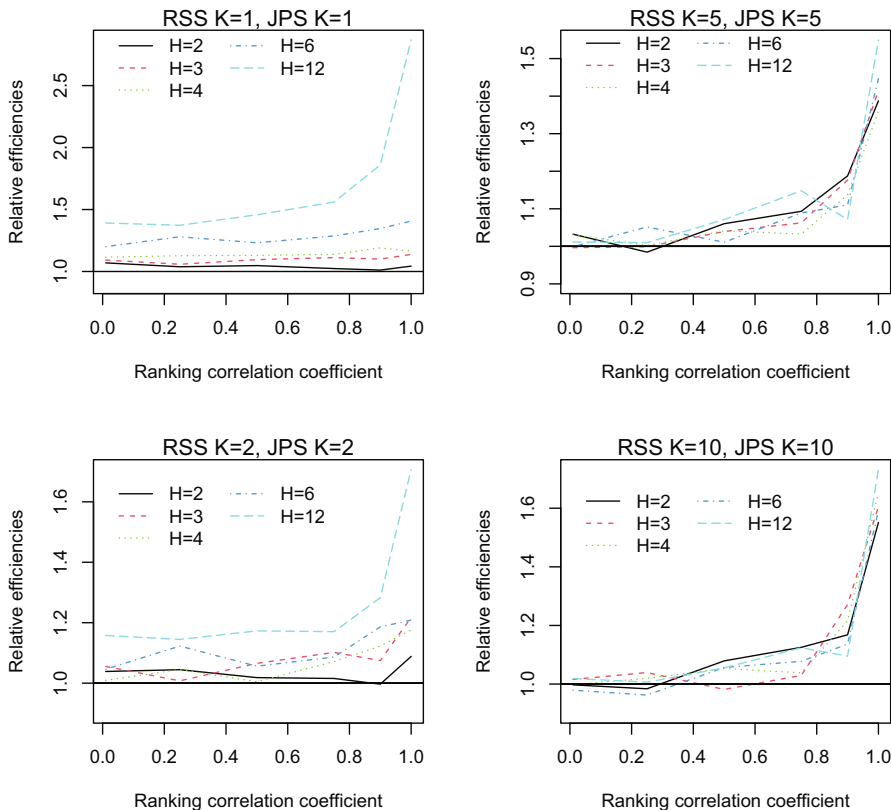 RSS K=1, JPS K=1
H=2
H=3
H=4
H=6
H=12
Relative efficiencies
1.0
1.5
2.0
2.5
0.0 0.2 0.4 0.6 0.8 1.0
Ranking correlation coefficient
RSS K=5, JPS K=5
H=2
H=3
H=4
H=6
H=12
Relative efficiencies
0.9
1.1
1.3
1.5
0.0 0.2 0.4 0.6 0.8 1.0
Ranking correlation coefficient
RSS K=2, JPS K=2
H=2
H=3
H=4
H=6
H=12
Relative efficiencies
1.0
1.2
1.4
1.6
0.0 0.2 0.4 0.6 0.8 1.0
Ranking correlation coefficient
RSS K=10, JPS K=10
H=2
H=3
H=4
H=6
H=12
Relative efficiencies
1.0
1.2
1.4
1.6
0.0 0.2 0.4 0.6 0.8 1.0
Ranking correlation coefficient